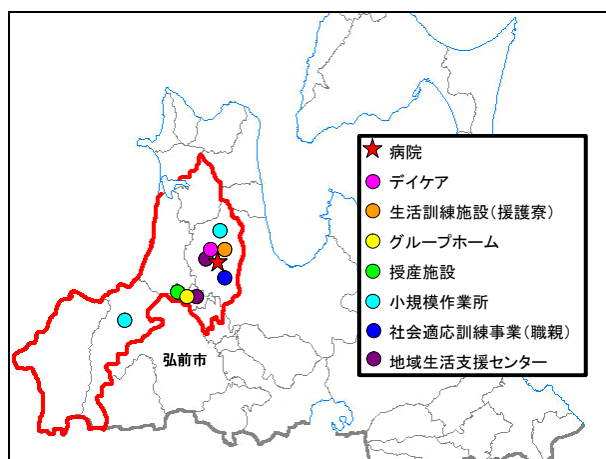 病院
デイケア
生活訓練施設(援護寮)
グループホーム
授産施設
小規模作業所
社会適応訓練事業(職親)
地域生活支援センター
弘前市